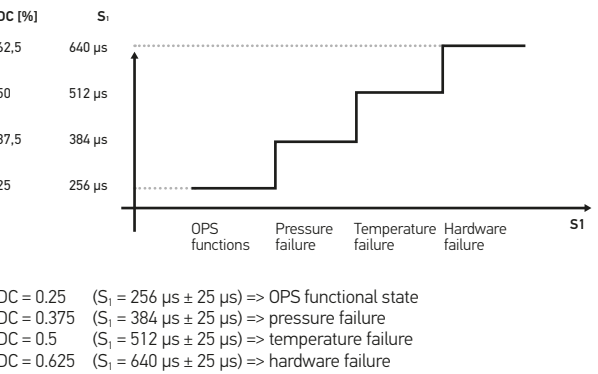 DC [%] S₁
62,5 640 µs
50 512 µs
37,5 384 µs
25 256 µs
OPS functions Pressure failure Temperature failure Hardware failure S1
DC = 0.25 (S₁ = 256 µs ± 25 µs) => OPS functional state
DC = 0.375 (S₁ = 384 µs ± 25 µs) => pressure failure
DC = 0.5 (S₁ = 512 µs ± 25 µs) => temperature failure
DC = 0.625 (S₁ = 640 µs ± 25 µs) => hardware failure